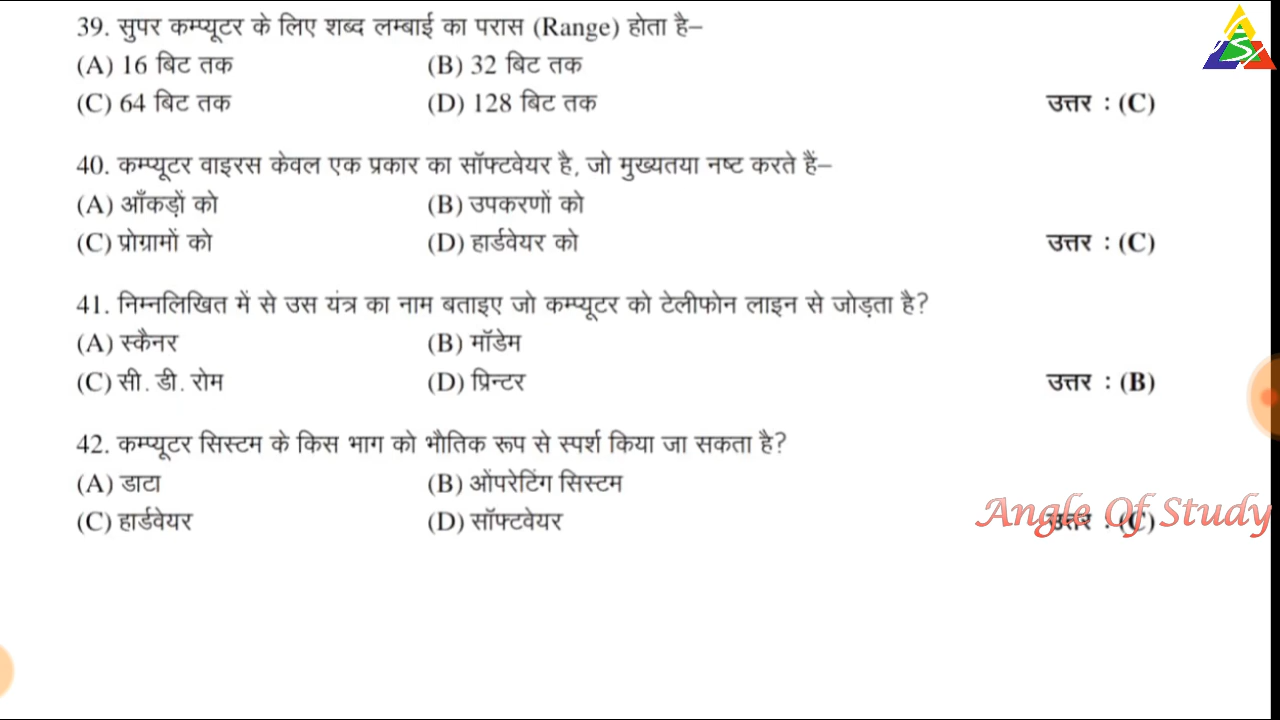 39. सुपर कम्प्यूटर के लिए शब्द लम्बाई का परास (Range) होता है–
(A) 16 बिट तक (B) 32 बिट तक
(C) 64 बिट तक (D) 128 बिट तक उत्तर : (C)
40. कम्प्यूटर वाइरस केवल एक प्रकार का सॉफ्टवेयर है, जो मुख्यतया नष्ट करते हैं–
(A) आँकड़ों को (B) उपकरणों को
(C) प्रोग्रामों को (D) हार्डवेयर को उत्तर : (C)
41. निम्नलिखित में से उस यंत्र का नाम बताइए जो कम्प्यूटर को टेलीफोन लाइन से जोड़ता है?
(A) स्कैनर (B) मॉडेम
(C) सी. डी. रोम (D) प्रिन्टर उत्तर : (B)
42. कम्प्यूटर सिस्टम के किस भाग को भौतिक रूप से स्पर्श किया जा सकता है?
(A) डाटा (B) ओंपरेटिंग सिस्टम
(C) हार्डवेयर (D) सॉफ्टवेयर उत्तर : (C)
Angle Of Study